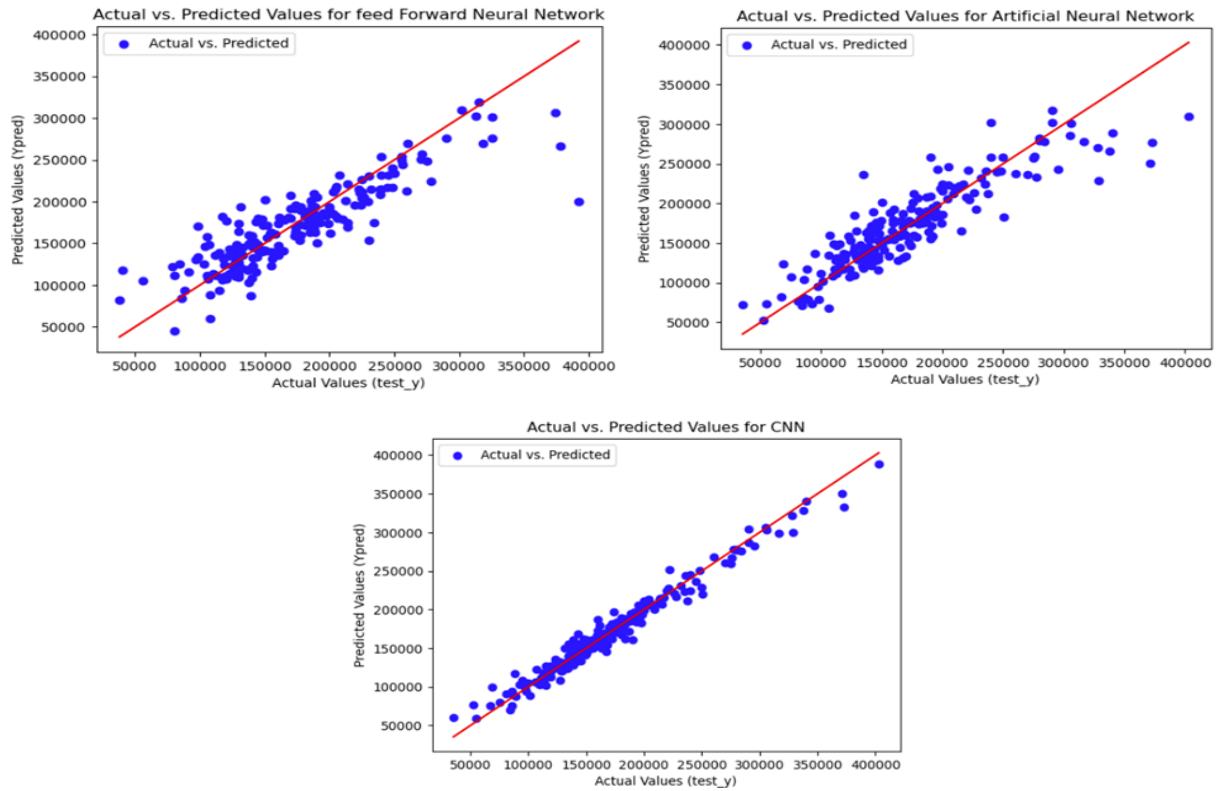 Actual vs. Predicted Values for feed Forward Neural Network
Actual vs. Predicted
400000
350000
300000
250000
200000
150000
100000
50000
Predicted Values (Ypred)
50000 100000 150000 200000 250000 300000 350000 400000
Actual Values (test_y)
Actual vs. Predicted Values for Artificial Neural Network
Actual vs. Predicted
400000
350000
300000
250000
200000
150000
100000
50000
Predicted Values (Ypred)
50000 100000 150000 200000 250000 300000 350000 400000
Actual Values (test_y)
Actual vs. Predicted Values for CNN
Actual vs. Predicted
400000
350000
300000
250000
200000
150000
100000
50000
Predicted Values (Ypred)
50000 100000 150000 200000 250000 300000 350000 400000
Actual Values (test_y)